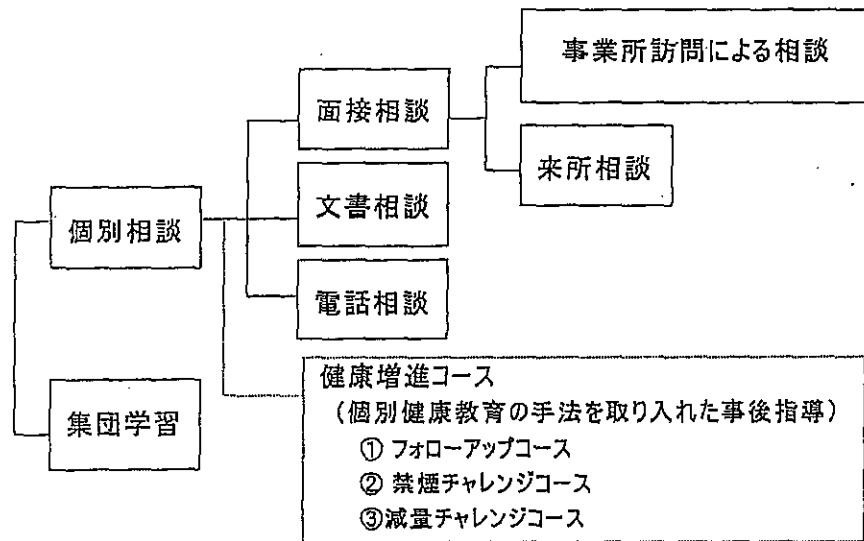 事業所訪問による相談
面接相談
来所相談
文書相談
個別相談
電話相談
健康増進コース
(個別健康教育の手法を取り入れた事後指導)
① フォローアップコース
② 禁煙チャレンジコース
③減量チャレンジコース
集団学習